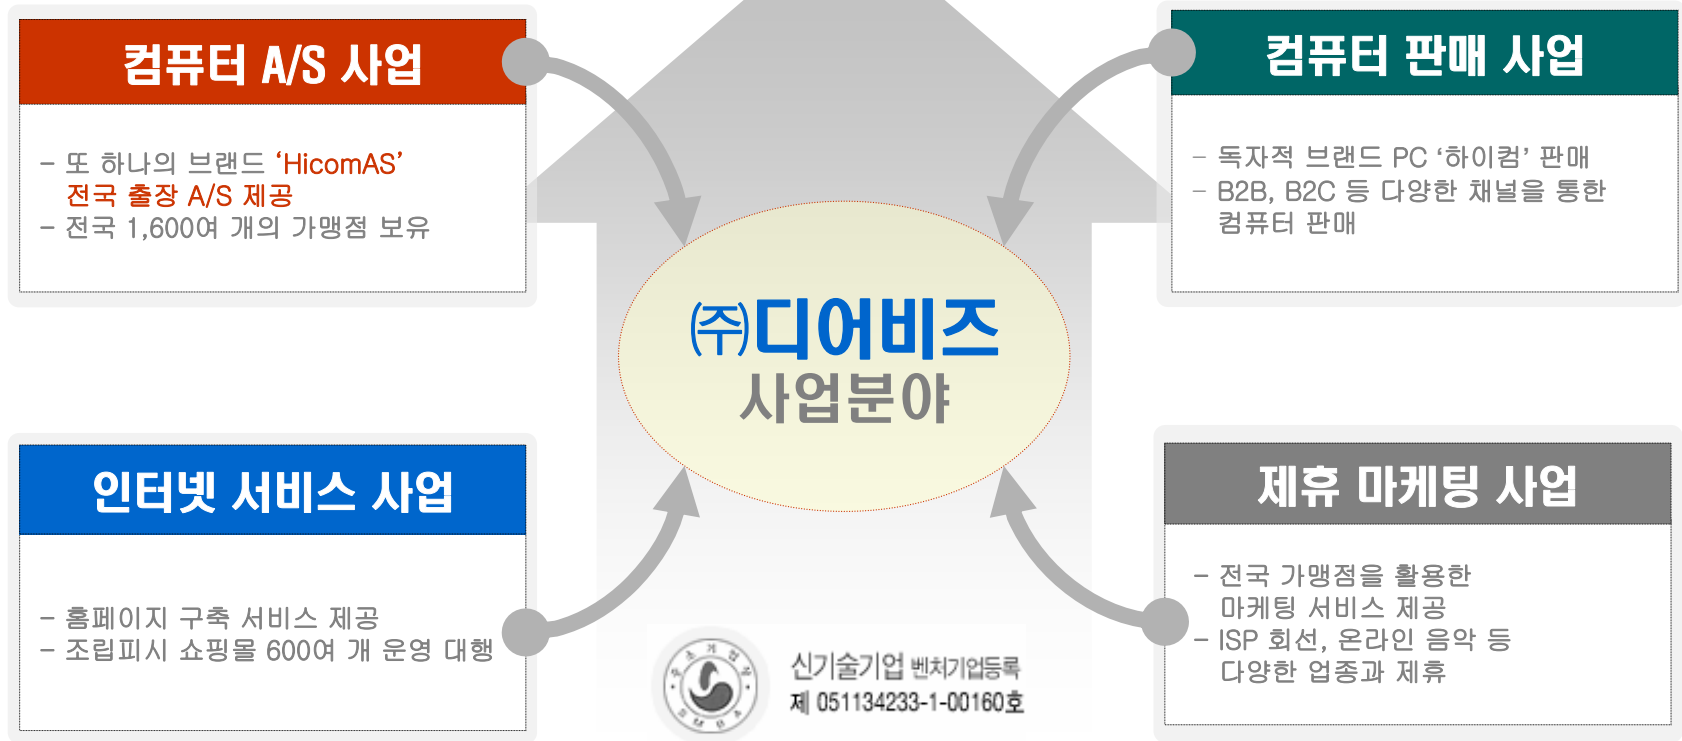 컴퓨터 A/S 사업
- 또 하나의 브랜드 ‘HicomAS’
전국 출장 A/S 제공
- 전국 1,600여 개의 가맹점 보유
컴퓨터 판매 사업
- 독자적 브랜드 PC ‘하이컴’ 판매
- B2B, B2C 등 다양한 채널을 통한
컴퓨터 판매
㈜디어비즈
사업분야
인터넷 서비스 사업
- 홈페이지 구축 서비스 제공
- 조립피시 쇼핑몰 600여 개 운영 대행
제휴 마케팅 사업
- 전국 가맹점을 활용한
마케팅 서비스 제공
- ISP 회선, 온라인 음악 등
다양한 업종과 제휴
신기술기업 벤처기업등록
제 051134233-1-00160호